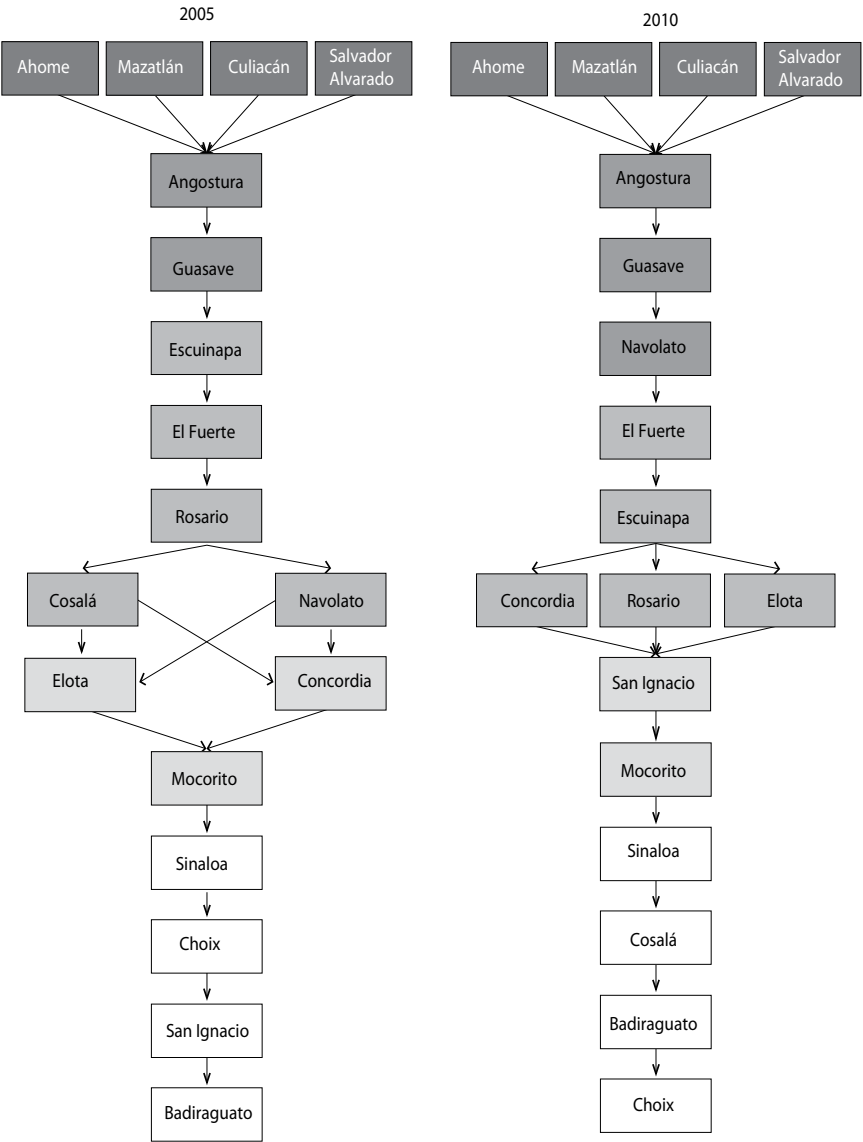 2005
Ahome
Mazatlán
Culiacán
Salvador
Alvarado
Angostura
Guasave
Escuinapa
El Fuerte
Rosario
Cosalá
Navolato
Elota
Concordia
Mocorito
Sinaloa
Choix
San Ignacio
Badiraguato
2010
Ahome
Mazatlán
Culiacán
Salvador
Alvarado
Angostura
Guasave
Navolato
El Fuerte
Escuinapa
Concordia
Rosario
Elota
San Ignacio
Mocorito
Sinaloa
Cosalá
Badiraguato
Choix